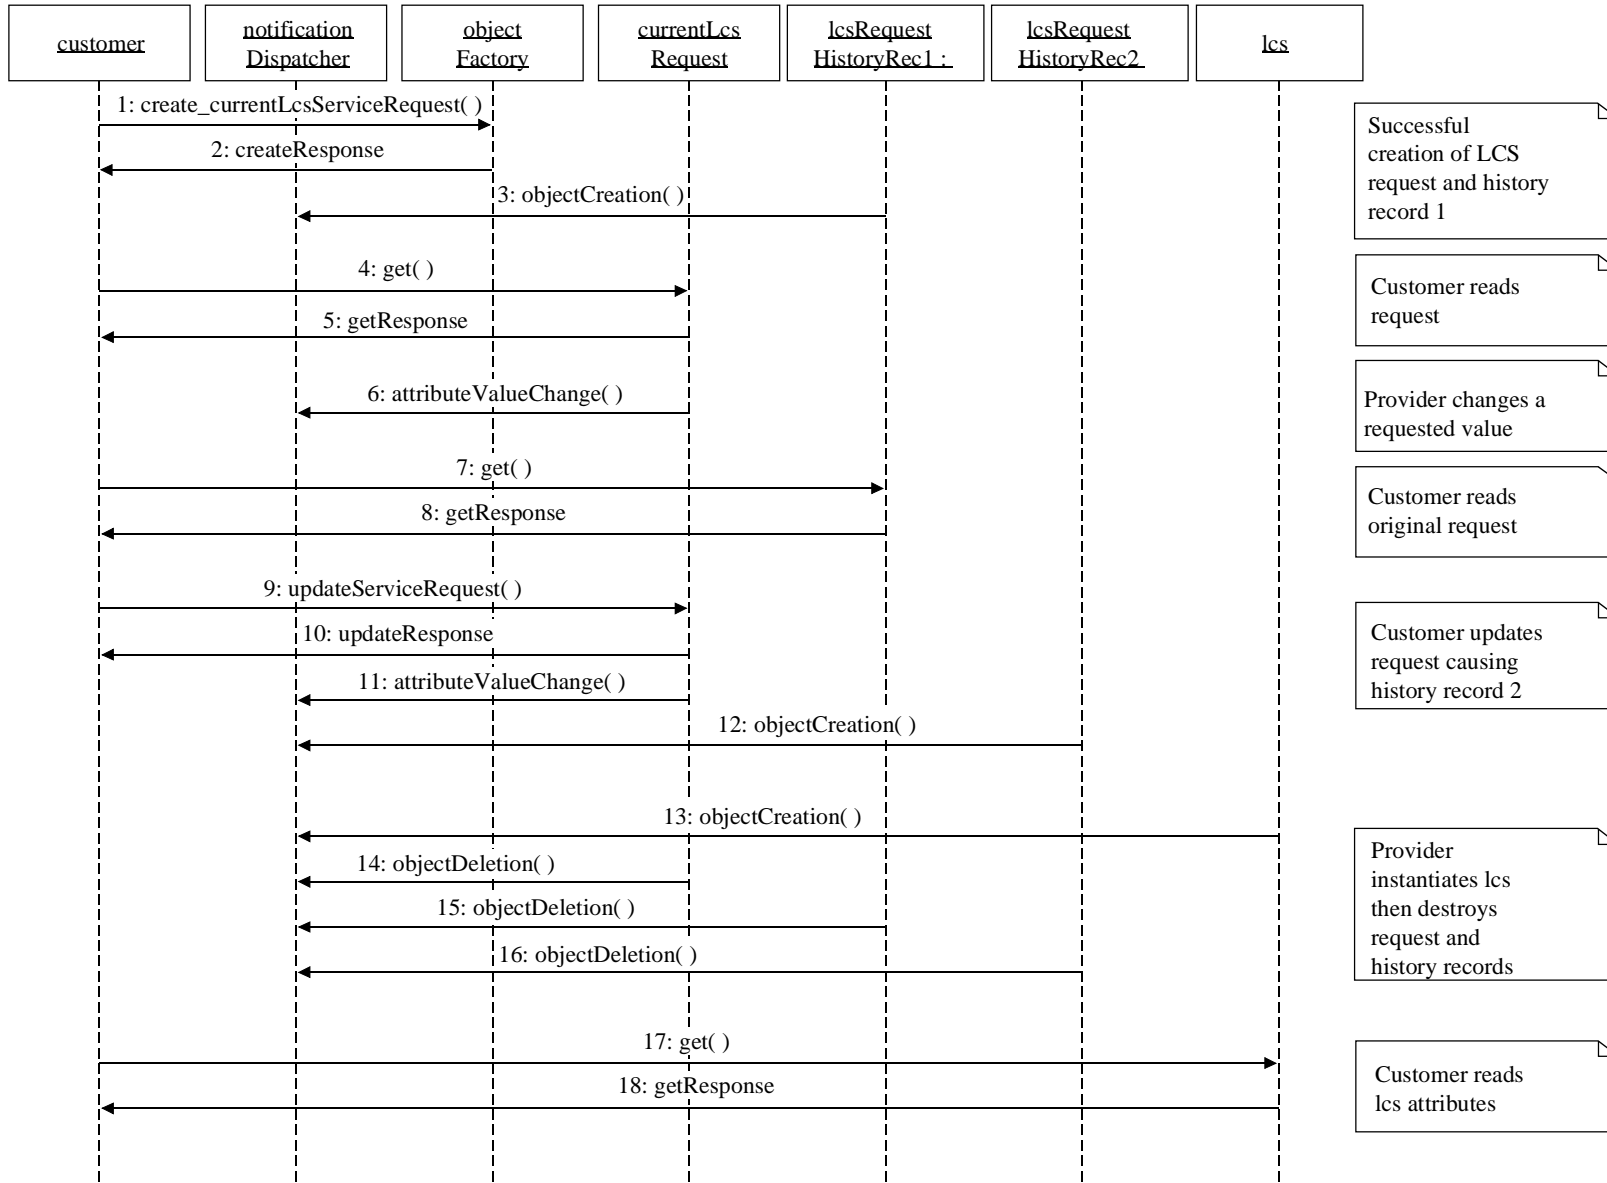 customer
notification
Dispatcher
object
Factory
currentLcs
Request
lcsRequest
HistoryRec1 :
lcsRequest
HistoryRec2
lcs
1: create_currentLcsServiceRequest( )
2: createResponse
3: objectCreation( )
Successful
creation of LCS
request and history
record 1
4: get( )
5: getResponse
Customer reads
request
6: attributeValueChange( )
Provider changes a
requested value
7: get( )
8: getResponse
Customer reads
original request
9: updateServiceRequest( )
10: updateResponse
11: attributeValueChange( )
12: objectCreation( )
Customer updates
request causing
history record 2
13: objectCreation( )
14: objectDeletion( )
15: objectDeletion( )
16: objectDeletion( )
Provider
instantiates lcs
then destroys
request and
history records
17: get( )
18: getResponse
Customer reads
lcs attributes